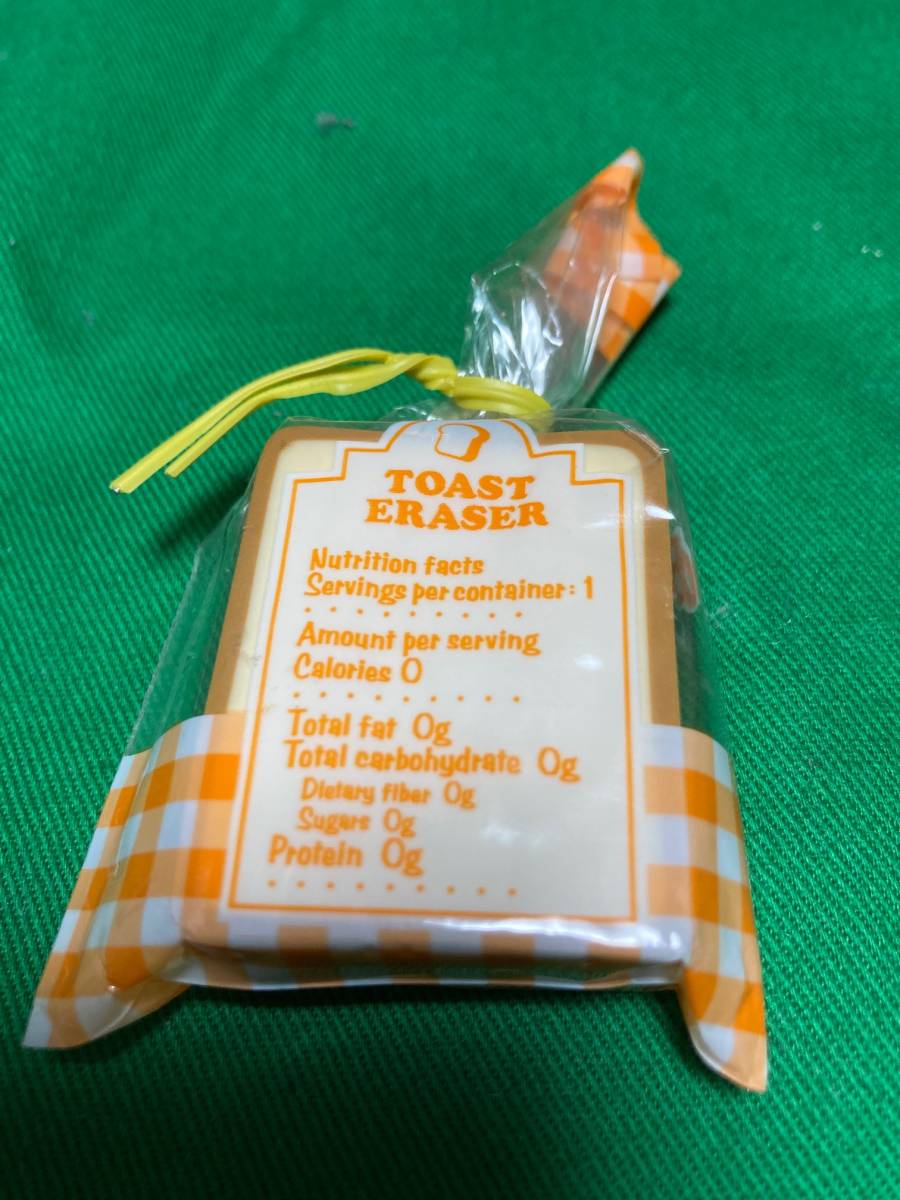 TOAST
ERASER
Nutrition facts
Servings per container: 1
Amount per serving
Calories 0
Total fat 0g
Total carbohydrate 0g
Dietary fiber 0g
Sugars 0g
Protein 0g